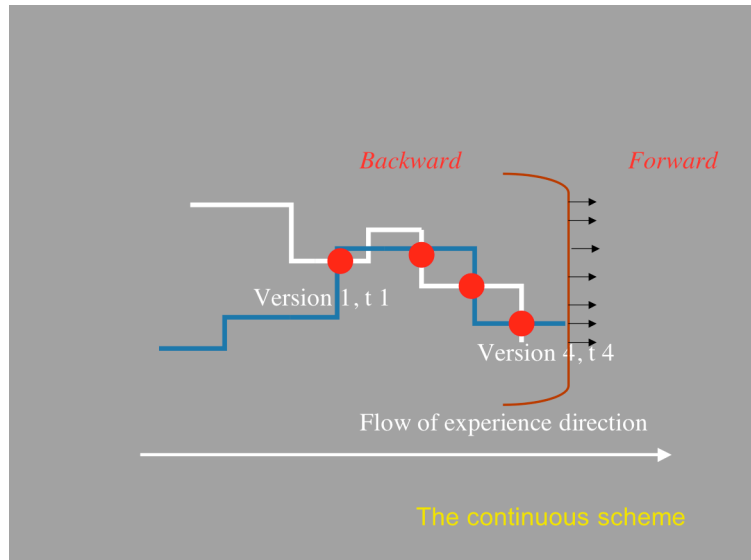 Backward
Forward
Version 1, t 1
Version 4, t 4
Flow of experience direction
The continuous scheme